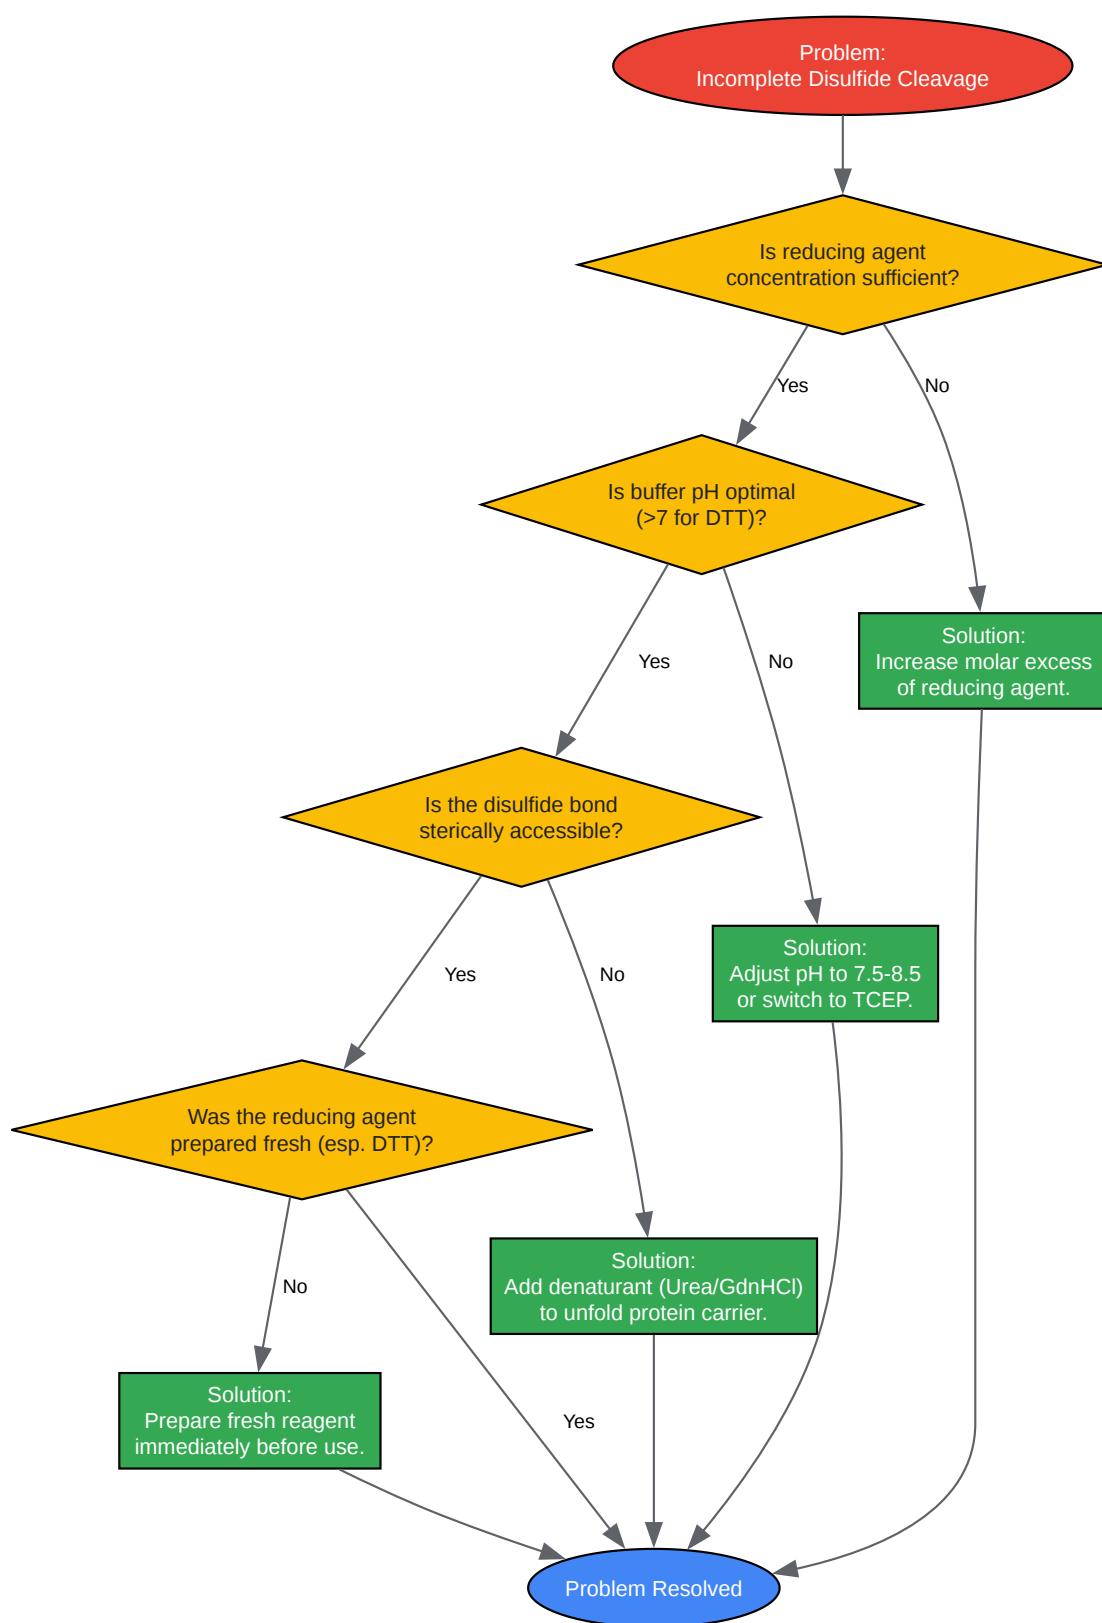 Problem:
Incomplete Disulfide Cleavage
Is reducing agent
concentration sufficient?
Yes
No
Is buffer pH optimal
(>7 for DTT)?
Solution:
Increase molar excess
of reducing agent.
Yes
No
Is the disulfide bond
sterically accessible?
Solution:
Adjust pH to 7.5-8.5
or switch to TCEP.
Yes
No
Was the reducing agent
prepared fresh (esp. DTT)?
Solution:
Add denaturant (Urea/GdnHCl)
to unfold protein carrier.
No
Solution:
Prepare fresh reagent
immediately before use.
Yes
Problem Resolved